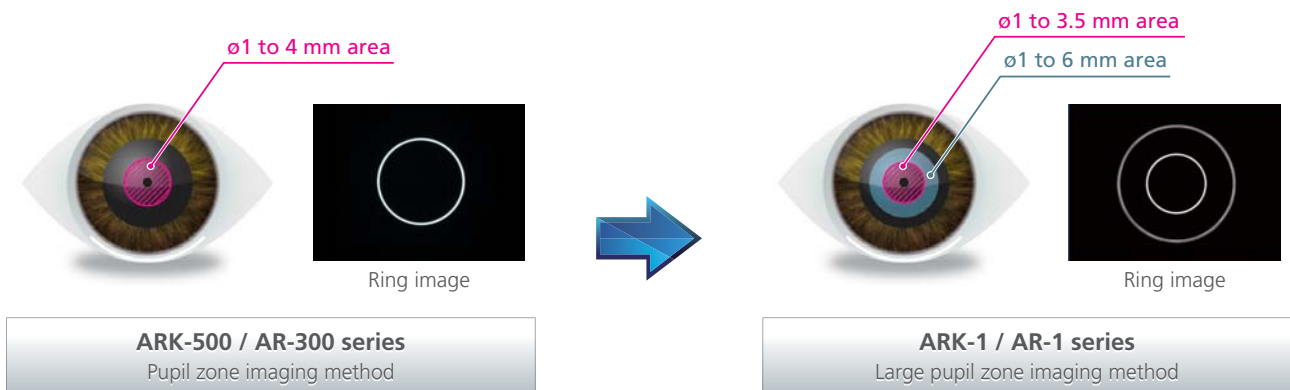 ø1 to 4 mm area
Ring image
ARK-500 / AR-300 series
Pupil zone imaging method
ø1 to 3.5 mm area
ø1 to 6 mm area
Ring image
ARK-1 / AR-1 series
Large pupil zone imaging method